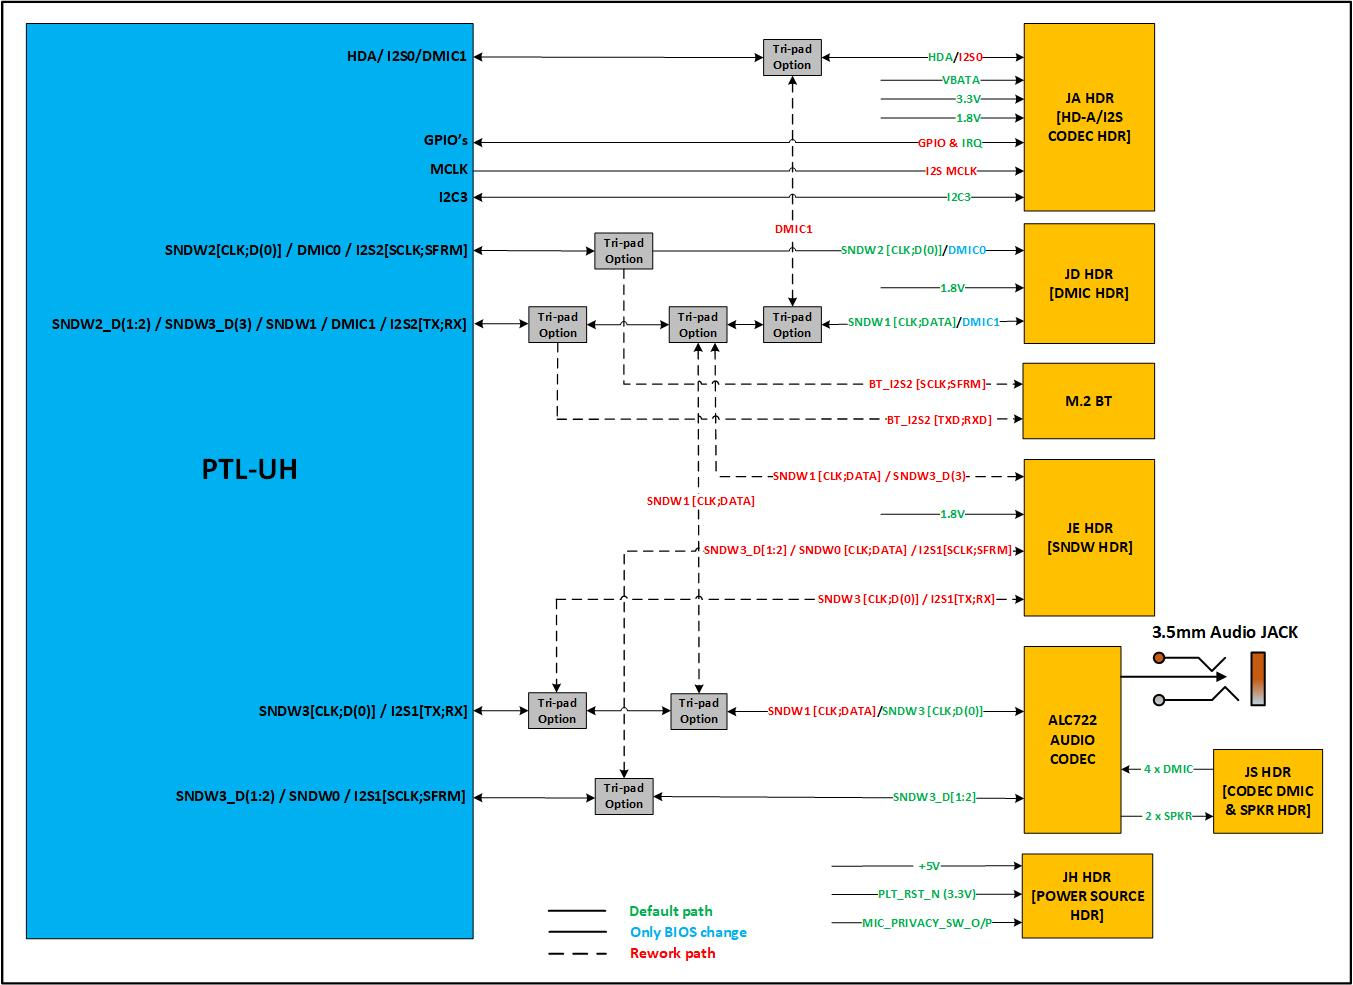 HDA/ I2S0/DMIC1
Tri-pad
Option
HDA/I2S0
VBATA
3.3V
1.8V
JA HDR
[HD-A/I2S
CODEC HDR]
GPIO's
GPIO & IRQ
MCLK
I2S MCLK
I2C3
I2C3
DMIC1
SNDW2[CLK;D(0)] / DMIC0 / I2S2[SCLK;SFRM]
Tri-pad
Option
SNDW2 [CLK;D(0)]/DMIC0
JD HDR
[DMIC HDR]
1.8V
SNDW2_D(1:2) / SNDW3_D(3) / SNDW1 / DMIC1 / I2S2[TX;RX]
Tri-pad
Option
Tri-pad
Option
Tri-pad
Option
SNDW1 [CLK;DATA]/DMIC1
BT_I2S2 [SCLK;SFRM]
M.2 BT
BT_I2S2 [TXD;RXD]
PTL-UH
SNDW1 [CLK;DATA] / SNDW3_D(3)
SNDW1 [CLK;DATA]
1.8V
JE HDR
[SNDW HDR]
SNDW3_D[1:2] / SNDW0 [CLK;DATA] / I2S1[SCLK;SFRM]
SNDW3 [CLK;D(0)] / I2S1[TX;RX]
3.5mm Audio JACK
SNDW3[CLK;D(0)] / I2S1[TX;RX]
Tri-pad
Option
Tri-pad
Option
SNDW1 [CLK;DATA]/SNDW3 [CLK;D(0)]
ALC722
AUDIO
CODEC
4 x DMIC
2 x SPKR
JS HDR
[CODEC DMIC
& SPKR HDR]
SNDW3_D(1:2) / SNDW0 / I2S1[SCLK;SFRM]
Tri-pad
Option
SNDW3_D[1:2]
+5V
PLT_RST_N (3.3V)
MIC_PRIVACY_SW_O/P
JH HDR
[POWER SOURCE
HDR]
Default path
Only BIOS change
Rework path